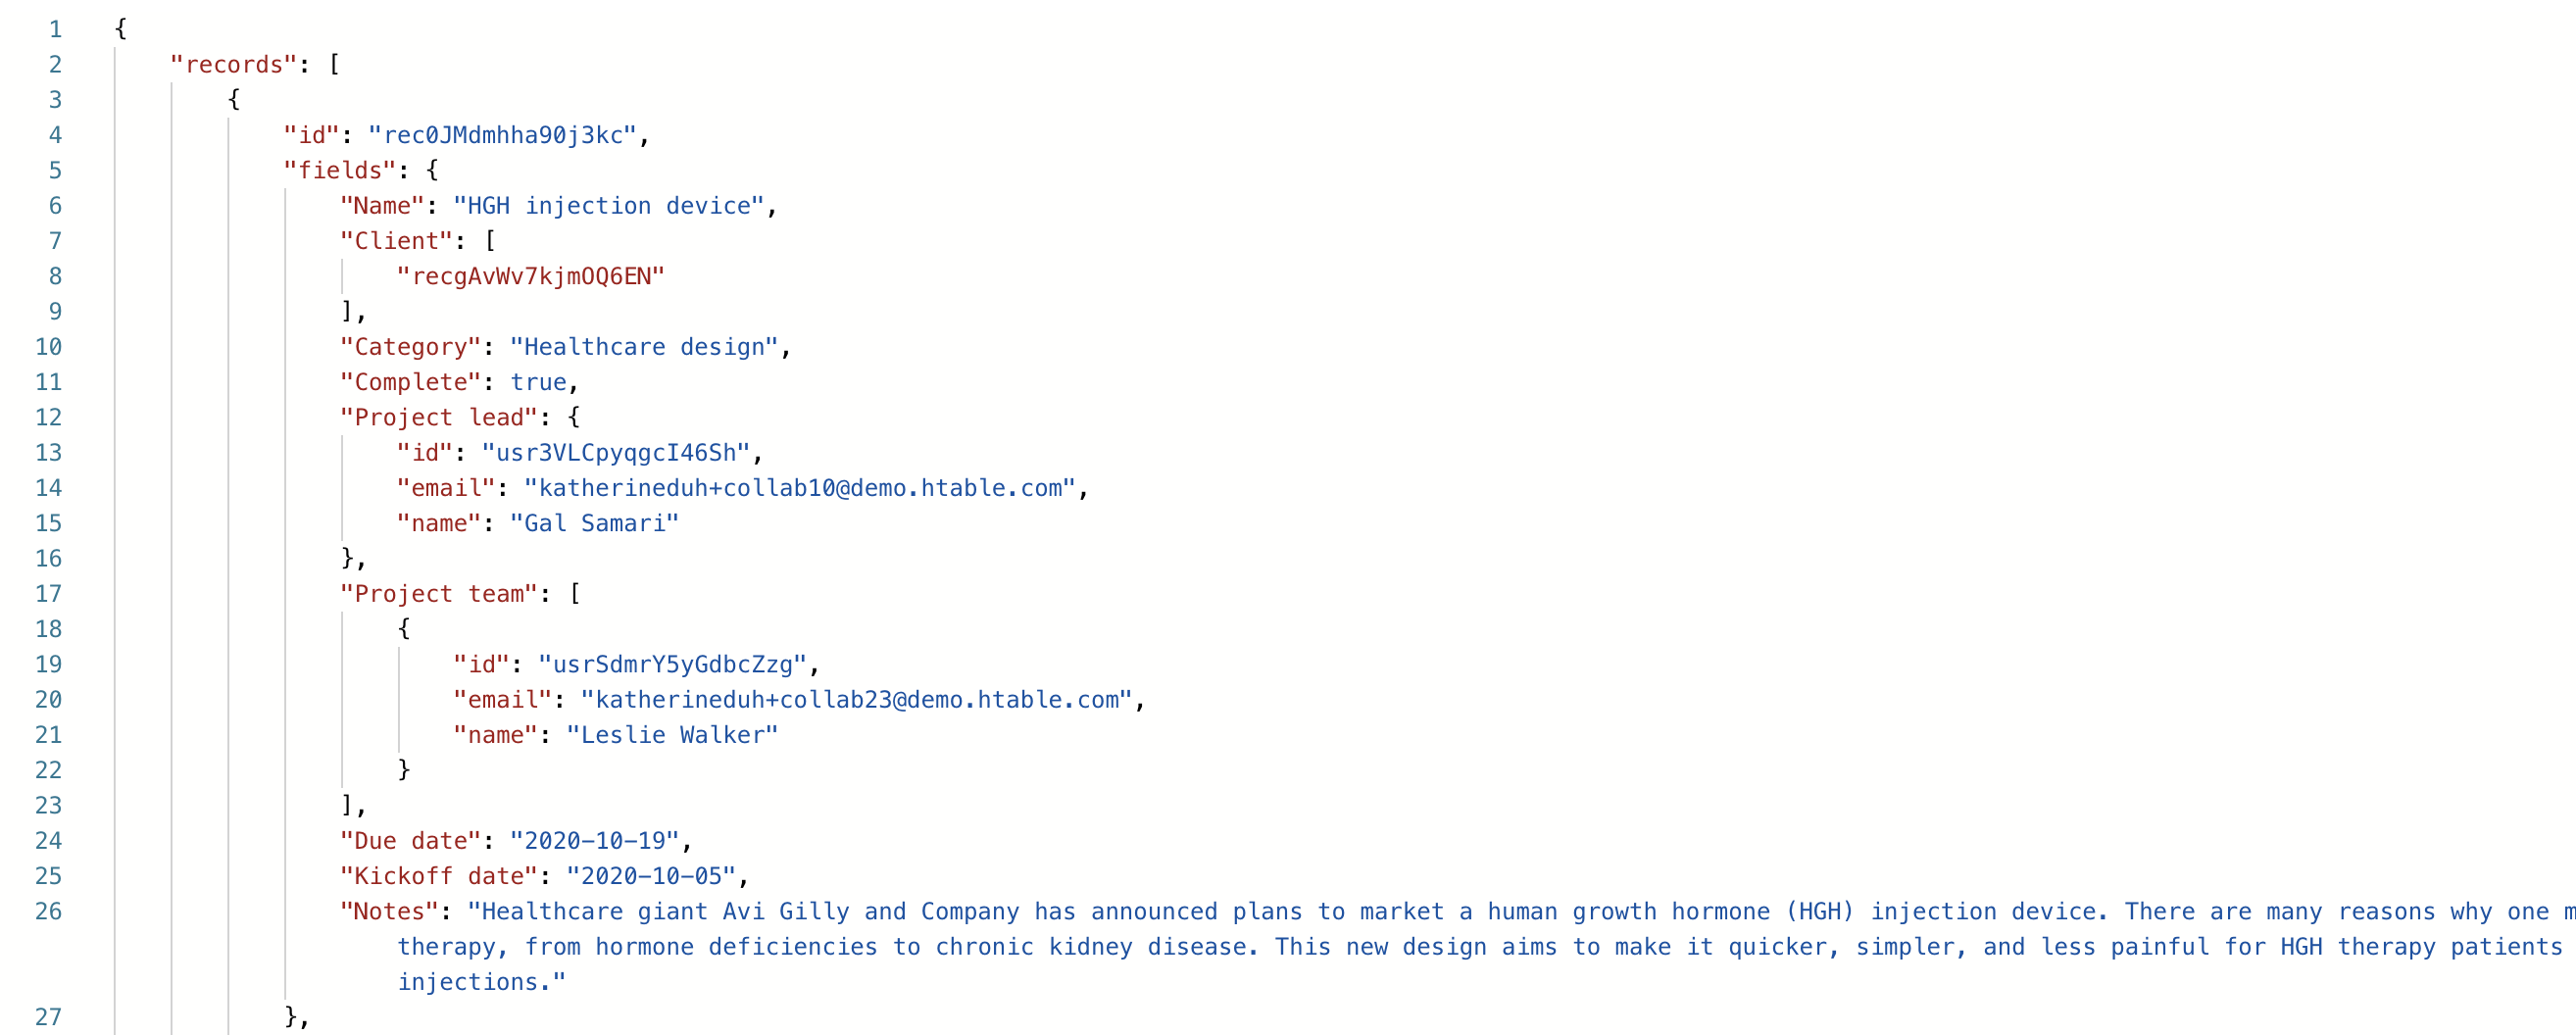 1 {
2 "records": [
3 {
4 "id": "rec0JMdmhha90j3kc",
5 "fields": {
6 "Name": "HGH injection device",
7 "Client": [
8 "recgAvWv7kjmOQ6EN"
9 ],
10 "Category": "Healthcare design",
11 "Complete": true,
12 "Project lead": {
13 "id": "usr3VLCpyqgcI46Sh",
14 "email": "katherineduh+collab10@demo.htable.com",
15 "name": "Gal Samari"
16 },
17 "Project team": [
18 {
19 "id": "usrSdmrY5yGdbcZzg",
20 "email": "katherineduh+collab23@demo.htable.com",
21 "name": "Leslie Walker"
22 }
23 ],
24 "Due date": "2020-10-19",
25 "Kickoff date": "2020-10-05",
26 "Notes": "Healthcare giant Avi Gilly and Company has announced plans to market a human growth hormone (HGH) injection device. There are many reasons why one
therapy, from hormone deficiencies to chronic kidney disease. This new design aims to make it quicker, simpler, and less painful for HGH therapy patients
injections."
27 },